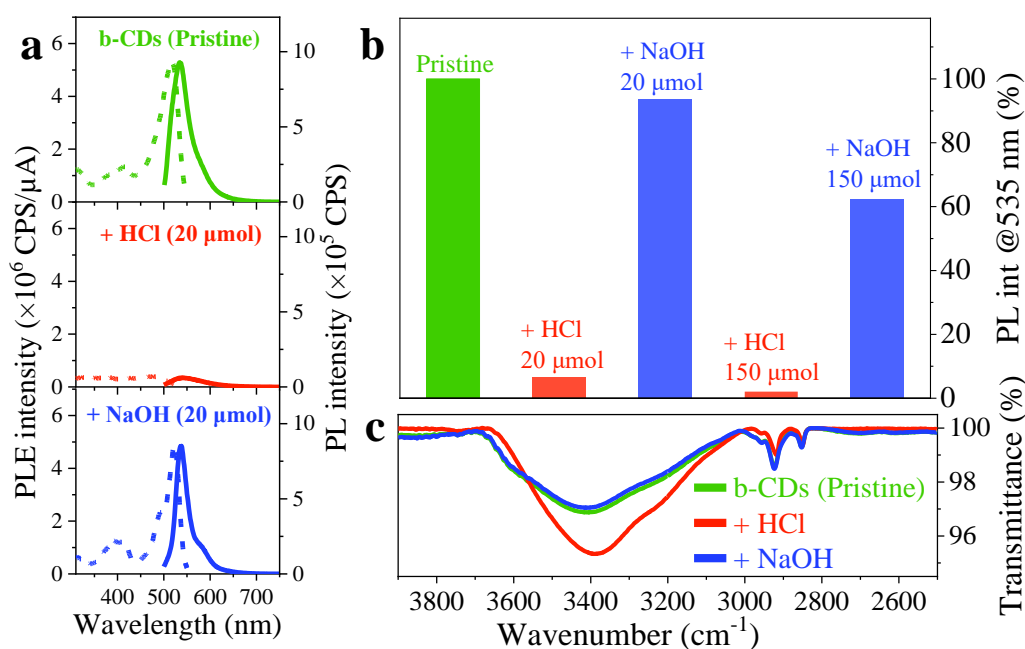 a
b-CDs (Pristine)
6
4
2
0
10
5
0
+ HCl (20 μmol)
6
4
2
0
10
5
0
+ NaOH (20 μmol)
6
4
2
0
10
5
0
400 500 600 700
Wavelength (nm)
PLE intensity (×10⁶ CPS/μA)
PL intensity (×10⁵ CPS)
b
Pristine
+ HCl
20 μmol
+ NaOH
20 μmol
+ HCl
150 μmol
+ NaOH
150 μmol
100
80
60
40
20
0
PL int @535 nm (%)
c
b-CDs (Pristine)
+ HCl
+ NaOH
100
98
96
Transmittance (%)
3800 3600 3400 3200 3000 2800 2600
Wavenumber (cm⁻¹)